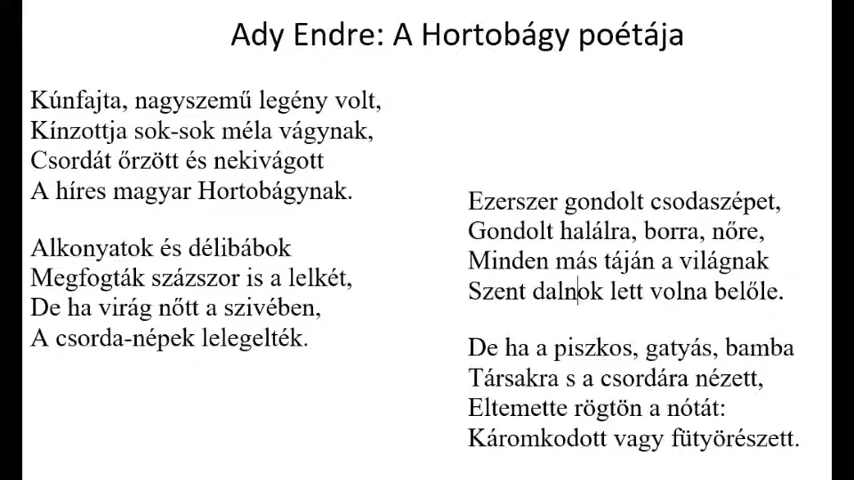 Ady Endre: A Hortobágy poétája
Kúnfajta, nagyszemű legény volt,
Kínzottja sok-sok méla vágynak,
Csordát őrzött és nekivágott
A híres magyar Hortobágynak.
Alkonyatok és délibábok
Megfogták százszor is a lelkét,
De ha virág nőtt a szivében,
A csorda-népek lelegelték.
Ezerszer gondolt csodaszépet,
Gondolt halálra, borra, nőre,
Minden más táján a világnak
Szent dalnok lett volna belőle.
De ha a piszkos, gatyás, bamba
Társakra s a csordára nézett,
Eltemette rögtön a nótát:
Káromkodott vagy fütyörészett.